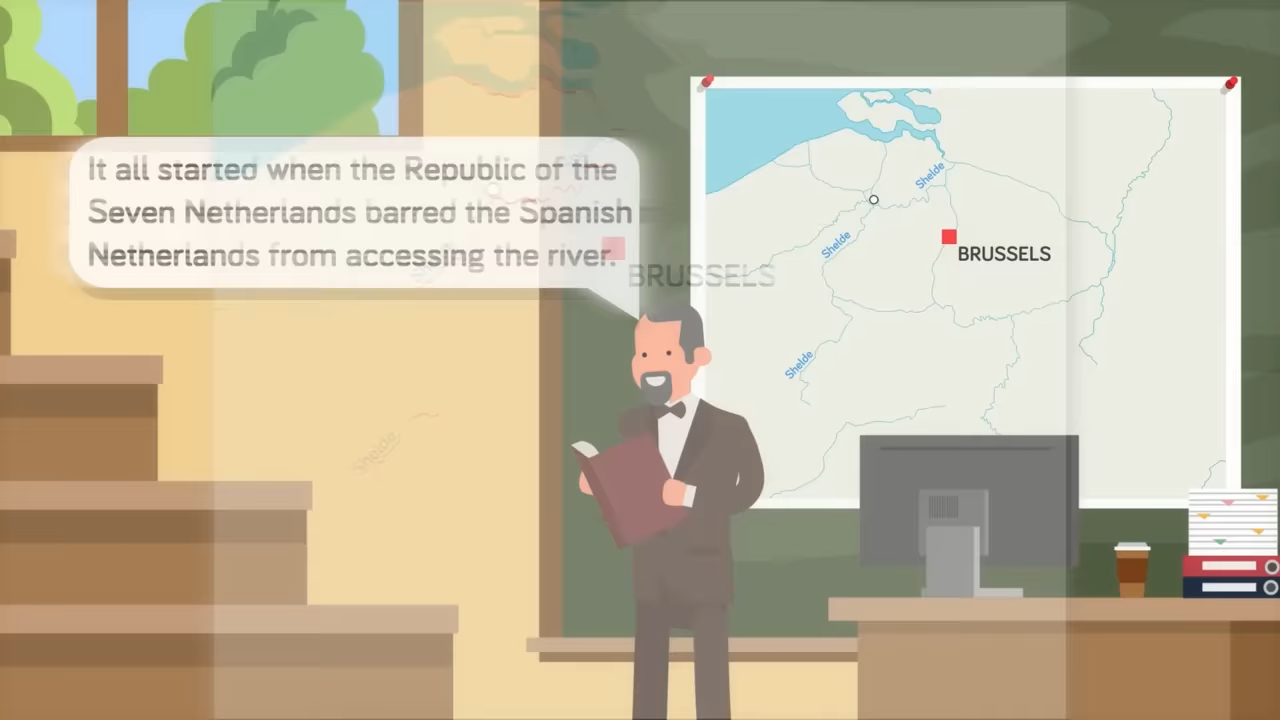 It all started when the Republic of the
Seven Netherlands barred the Spanish
Netherlands from accessing the river.
BRUSSELS
Shelde
Shelde
BRUSSELS
Shelde
Shelde